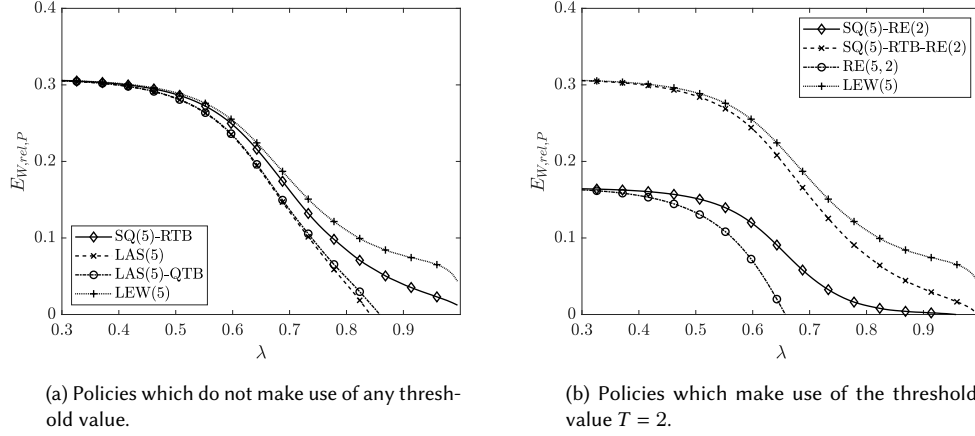 0.4
0.3
0.2
0.1
0
E_{W,rel,P}
0.3 0.4 0.5 0.6 0.7 0.8 0.9
λ
SQ(5)-RTB
LAS(5)
LAS(5)-QTB
LEW(5)
(a) Policies which do not make use of any thresh-
old value.
0.4
0.3
0.2
0.1
0
E_{W,rel,P}
0.3 0.4 0.5 0.6 0.7 0.8 0.9
λ
SQ(5)-RE(2)
SQ(5)-RTB-RE(2)
RE(5, 2)
LEW(5)
(b) Policies which make use of the threshold
value T = 2.